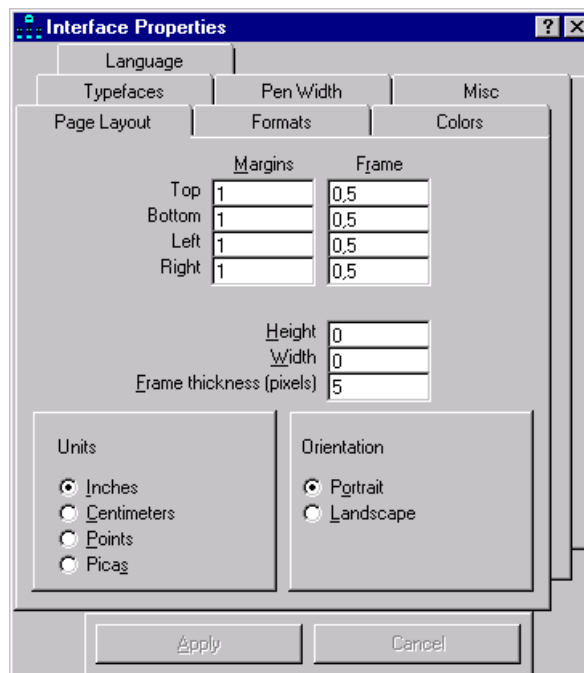 Interface Properties
Language
Typefaces Pen Width Misc
Page Layout Formats Colors
Margins Frame
Top 1 0,5
Bottom 1 0,5
Left 1 0,5
Right 1 0,5
Height 0
Width 0
Frame thickness (pixels) 5
Units Orientation
Inches Portrait
Centimeters Landscape
Points
Picas
Apply Cancel